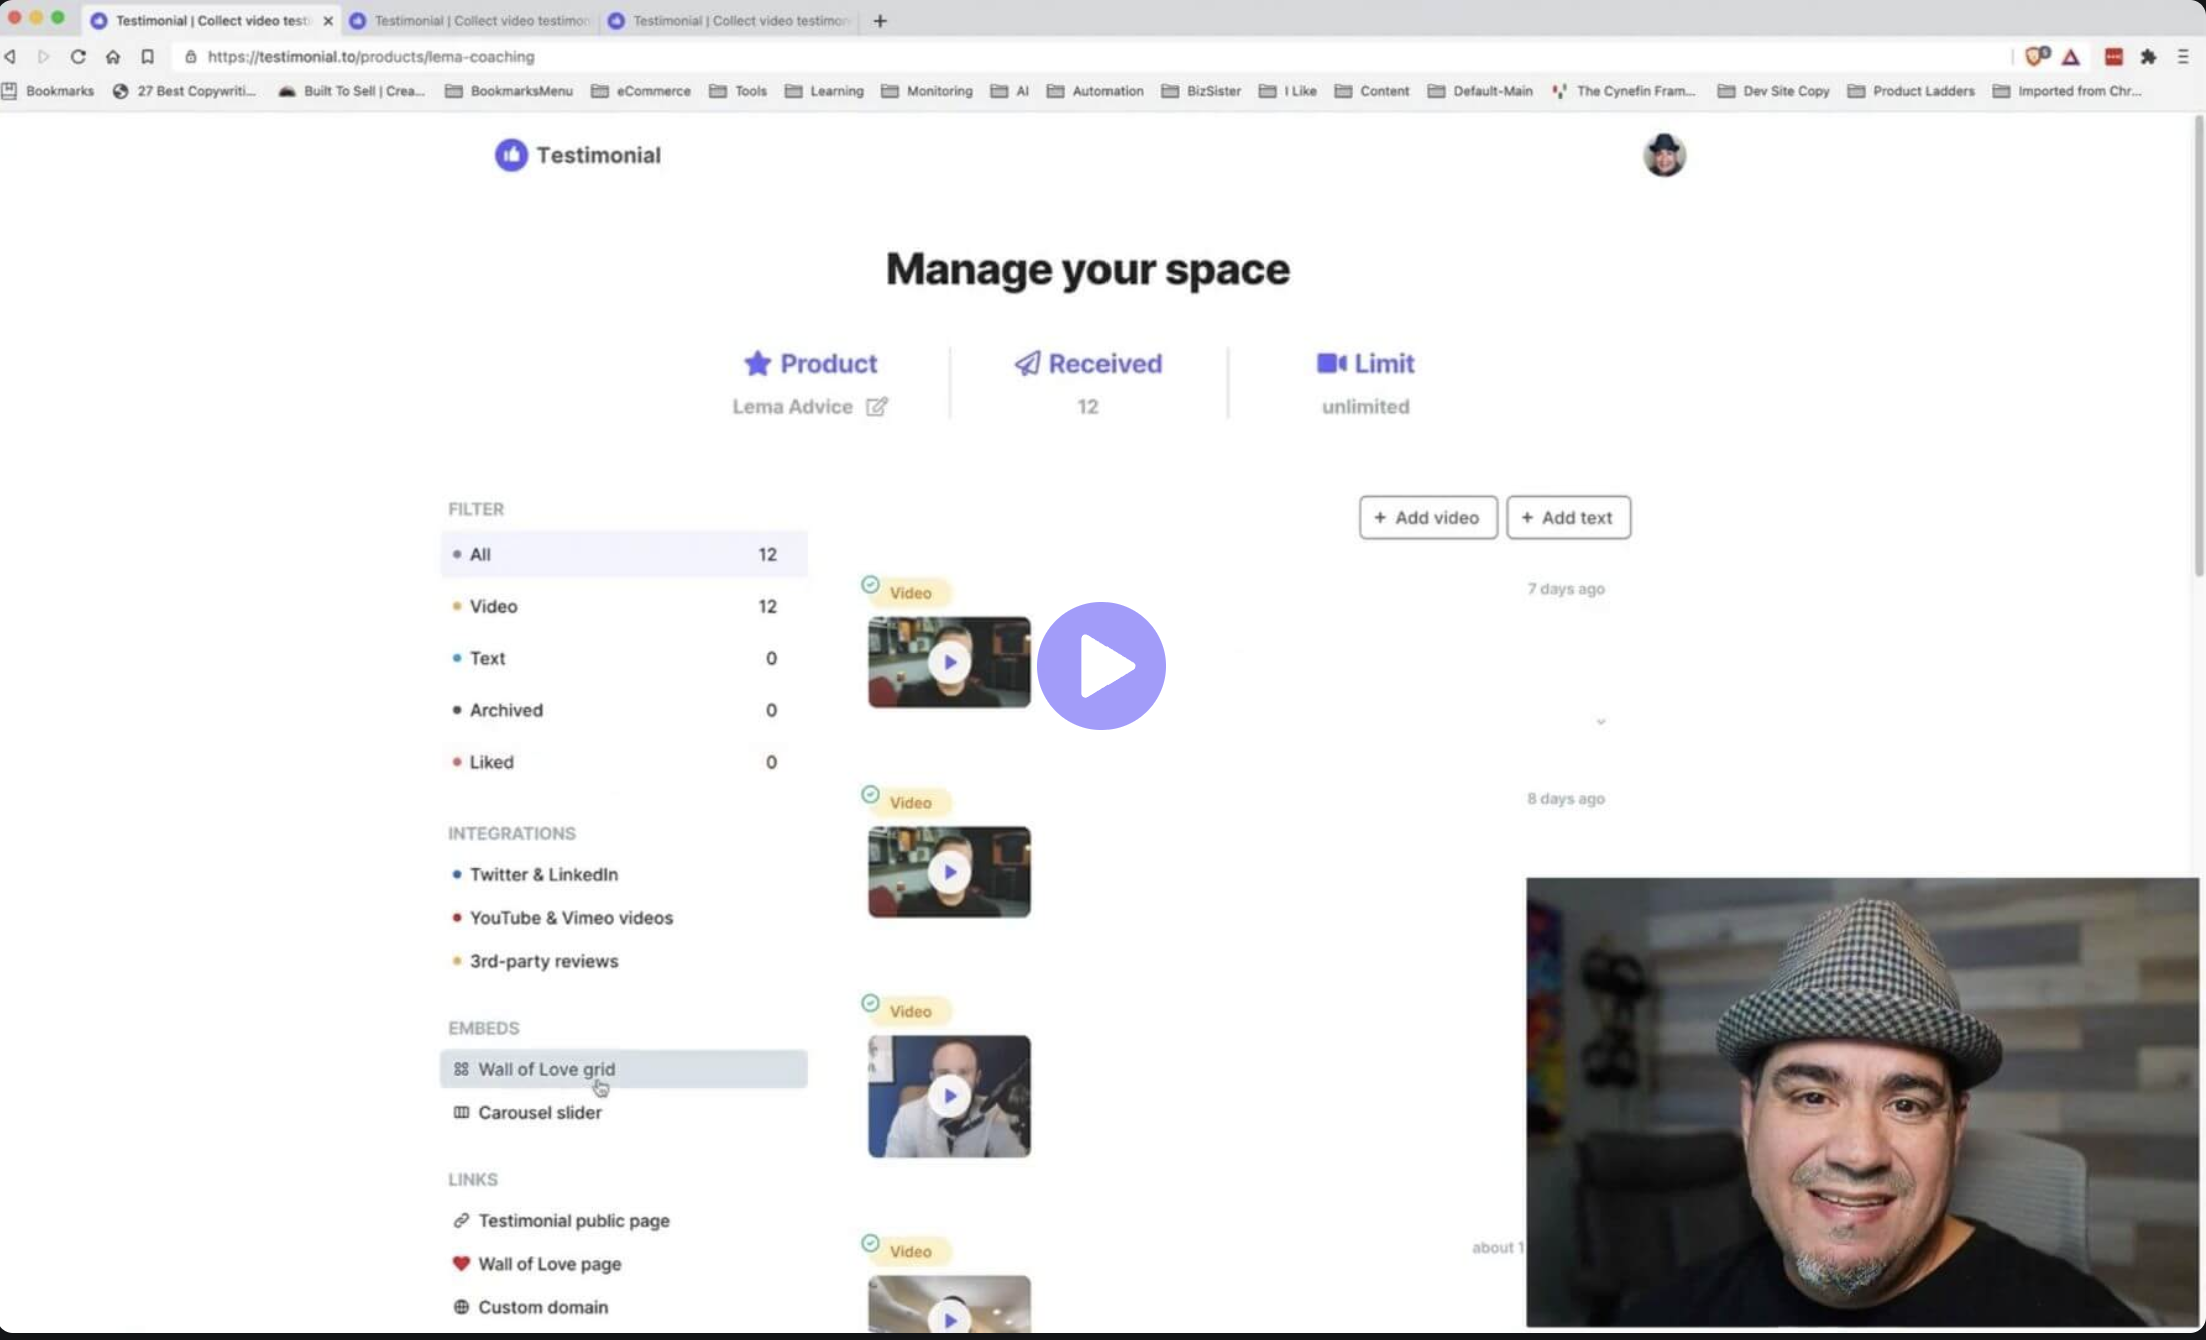 Testimonial | Collect video testi
Testimonial | Collect video testimon
Testimonial | Collect video testimon
https://testimonial.to/products/lema-coaching
Bookmarks
27 Best Copywriti...
Built To Sell | Crea...
BookmarksMenu
eCommerce
Tools
Learning
Monitoring
AI
Automation
BizSister
I Like
Content
Default-Main
The Cynefin Fram...
Dev Site Copy
Product Ladders
Imported from Chr...
Testimonial
Manage your space
Product
Lema Advice
Received
12
Limit
unlimited
FILTER
All 12
Video 12
Text 0
Archived 0
Liked 0
INTEGRATIONS
Twitter & LinkedIn
YouTube & Vimeo videos
3rd-party reviews
EMBEDS
Wall of Love grid
Carousel slider
LINKS
Testimonial public page
Wall of Love page
Custom domain
+ Add video
+ Add text
Video
7 days ago
Video
8 days ago
Video
Video
about 1